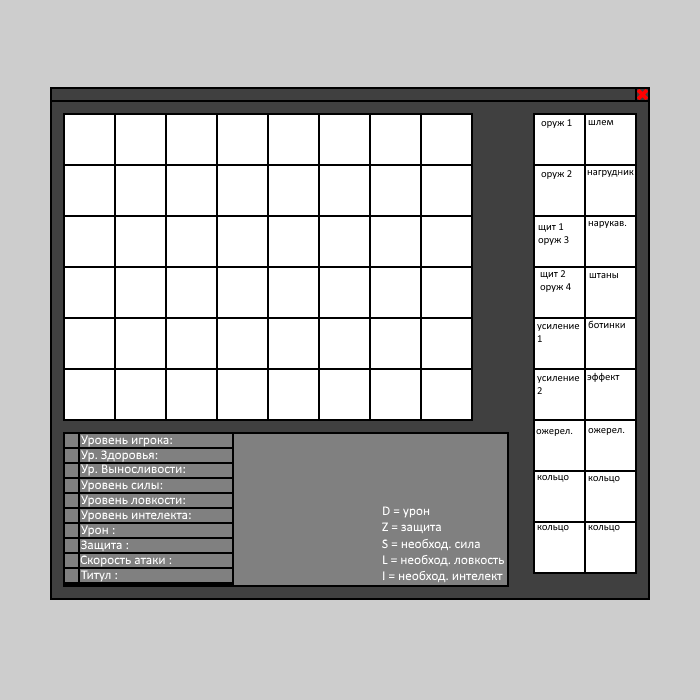 оруж 1
шлем
оруж 2
нагрудник
щит 1
оруж 3
нарукав.
щит 2
оруж 4
штаны
усиление
1
ботинки
усиление
2
эффект
ожерел.
ожерел.
кольцо
кольцо
кольцо
кольцо
Уровень игрока:
Ур. Здоровья:
Ур. Выносливости:
Уровень силы:
Уровень ловкости:
Уровень интелекта:
Урон :
Защита :
Скорость атаки :
Титул :
D = урон
Z = защита
S = необход. сила
L = необход. ловкость
I = необход. интелект